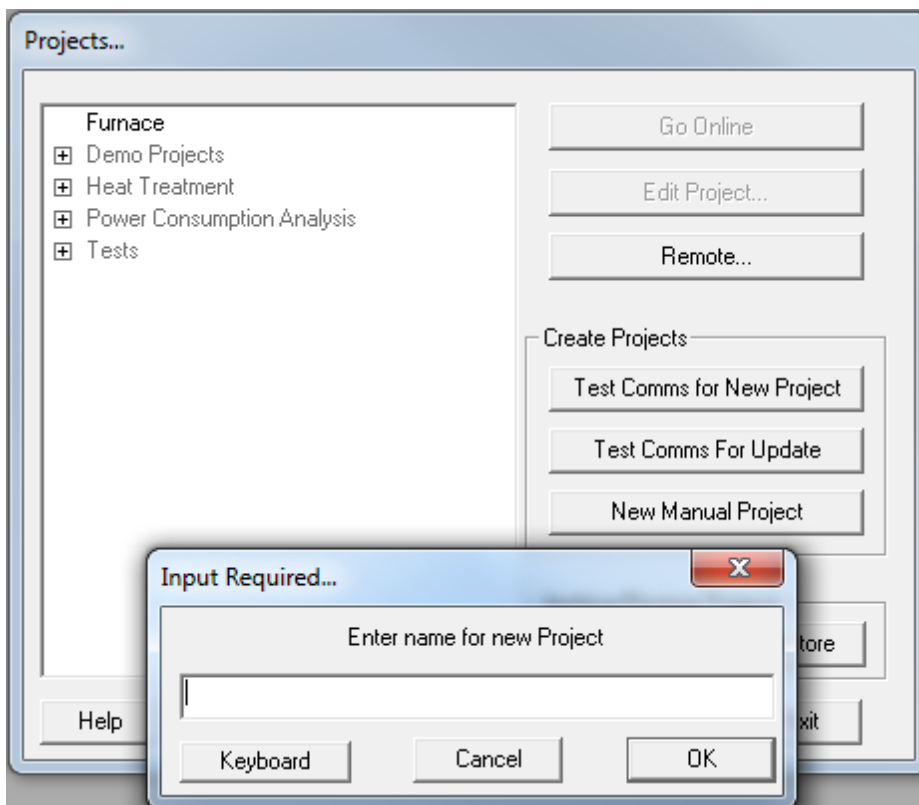 Projects...
Furnace
Demo Projects
Heat Treatment
Power Consumption Analysis
Tests
Go Online
Edit Project...
Remote...
Create Projects
Test Comms for New Project
Test Comms For Update
New Manual Project
Input Required...
Enter name for new Project
Keyboard
Cancel
OK
tore
Help
xit